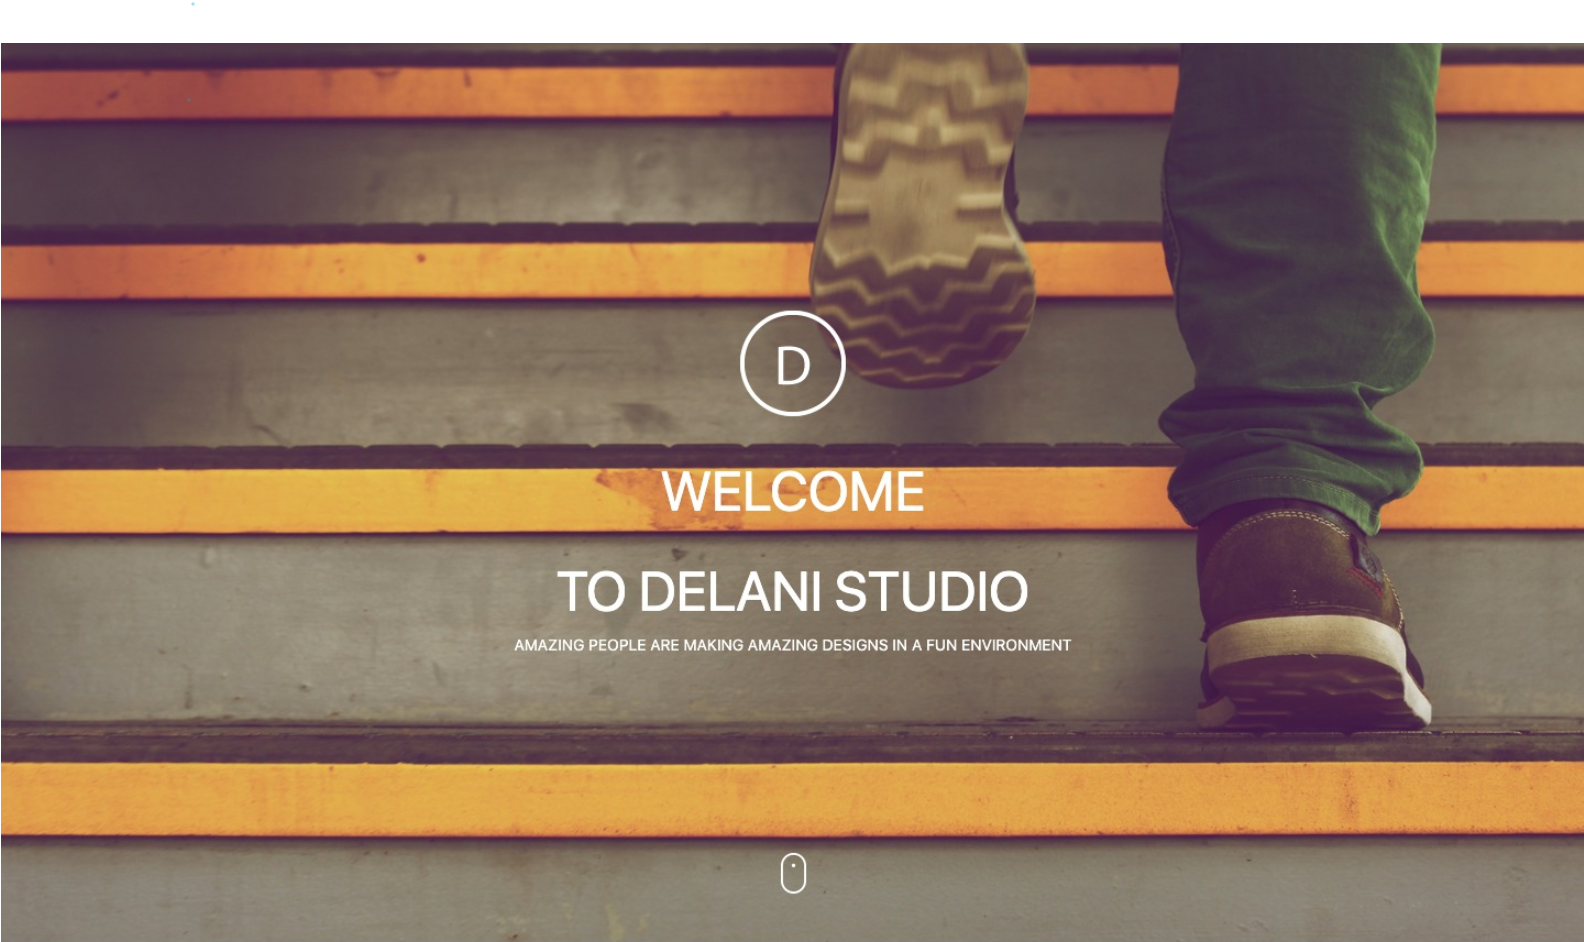 D
WELCOME
TO DELANI STUDIO
AMAZING PEOPLE ARE MAKING AMAZING DESIGNS IN A FUN ENVIRONMENT